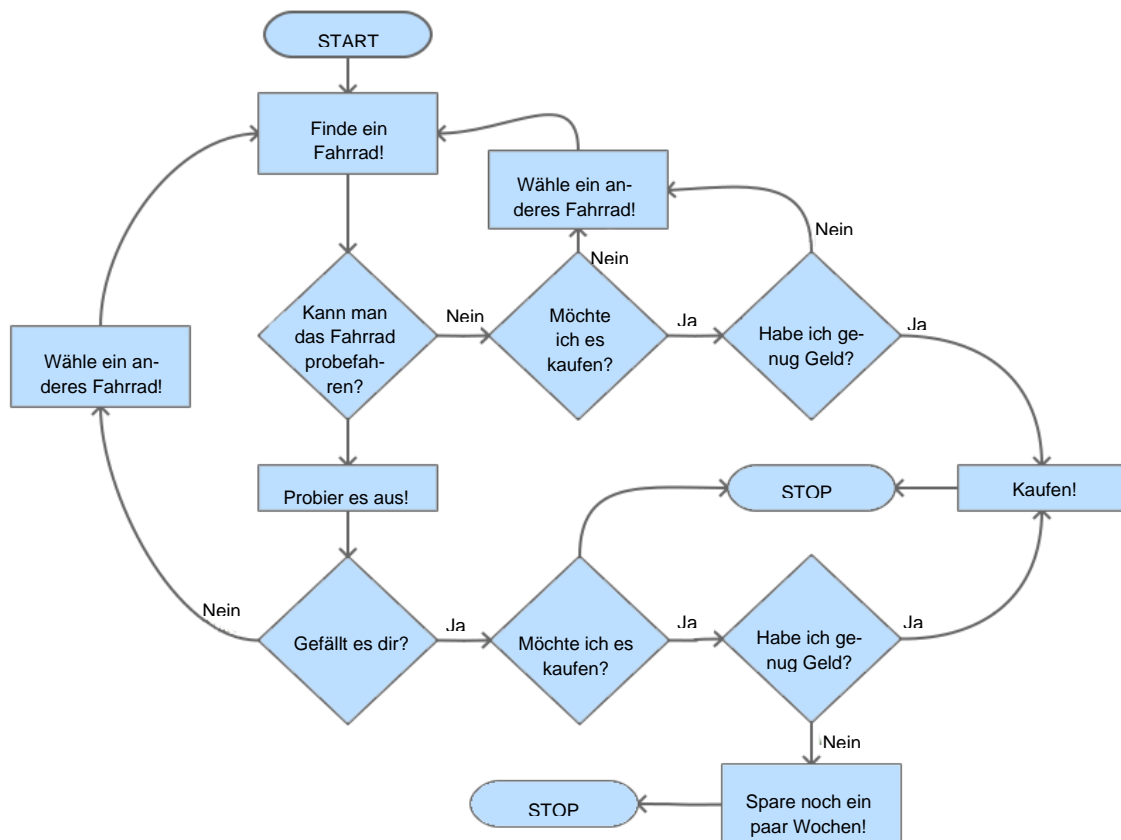 START
Finde ein
Fahrrad!
Wähle ein an-
deres Fahrrad!
Nein
Nein
Kann man
das Fahrrad
probefah-
ren?
Nein
Möchte
ich es
kaufen?
Ja
Habe ich ge-
nug Geld?
Ja
Wähle ein an-
deres Fahrrad!
Probier es aus!
STOP
Kaufen!
Nein
Gefällt es dir?
Ja
Möchte ich es
kaufen?
Ja
Habe ich ge-
nug Geld?
Ja
Nein
STOP
Spare noch ein
paar Wochen!